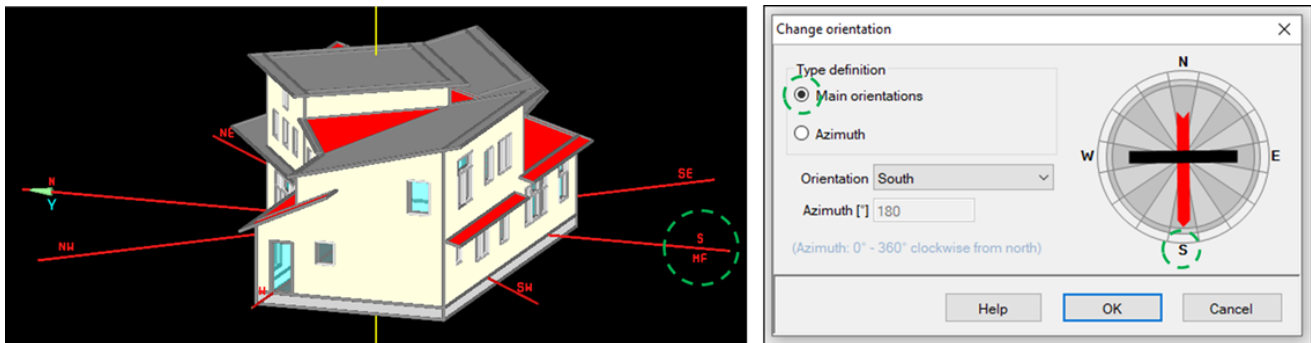 NE
N
Y
NW
W
SE
S
MF
SW
Change orientation
Type definition
Main orientations
Azimuth
Orientation South
Azimuth [°] 180
(Azimuth: 0° - 360° clockwise from north)
N
W
E
S
Help OK Cancel